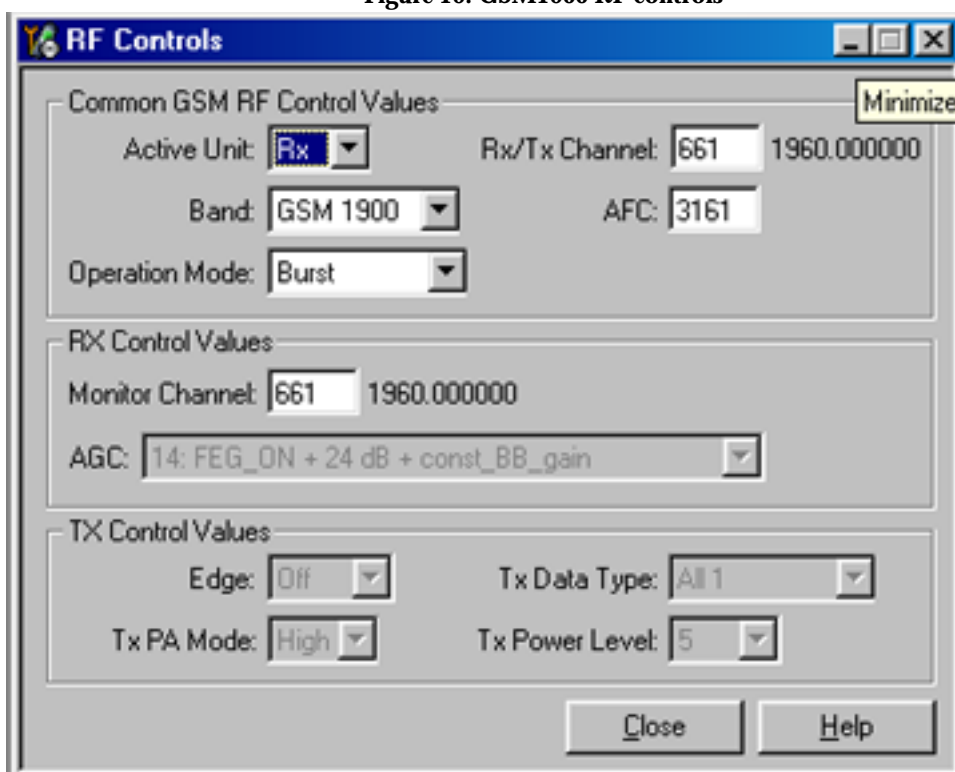 RF Controls
Minimize
Common GSM RF Control Values
Active Unit: Rx Rx/Tx Channel: 661 1960.000000
Band: GSM 1900 AFC: 3161
Operation Mode: Burst
RX Control Values
Monitor Channel: 661 1960.000000
AGC: 14: FEG_ON + 24 dB + const_BB_gain
TX Control Values
Edge: Off Tx Data Type: All 1
Tx PA Mode: High Tx Power Level: 5
Close Help